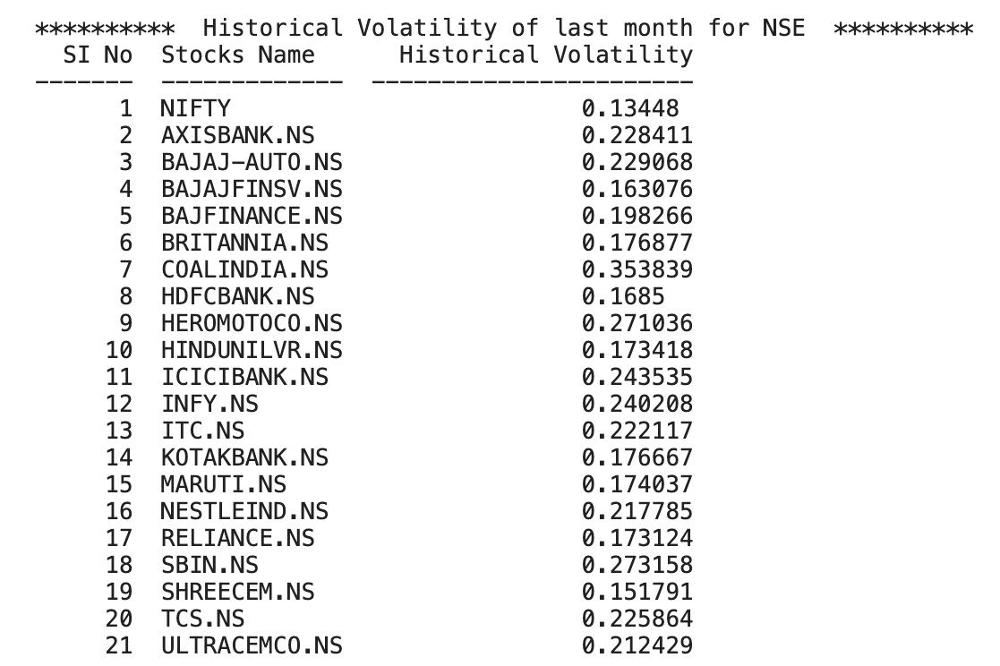 **********  Historical Volatility of last month for NSE  **********
  SI No  Stocks Name      Historical Volatility
-------  -------------  -----------------------
      1  NIFTY                         0.13448
      2  AXISBANK.NS                   0.228411
      3  BAJAJ-AUTO.NS                 0.229068
      4  BAJAJFINSV.NS                 0.163076
      5  BAJFINANCE.NS                 0.198266
      6  BRITANNIA.NS                  0.176877
      7  COALINDIA.NS                  0.353839
      8  HDFCBANK.NS                   0.1685
      9  HEROMOTOCO.NS                 0.271036
     10  HINDUNILVR.NS                 0.173418
     11  ICICIBANK.NS                  0.243535
     12  INFY.NS                       0.240208
     13  ITC.NS                        0.222117
     14  KOTAKBANK.NS                  0.176667
     15  MARUTI.NS                     0.174037
     16  NESTLEIND.NS                  0.217785
     17  RELIANCE.NS                   0.173124
     18  SBIN.NS                       0.273158
     19  SHREECEM.NS                   0.151791
     20  TCS.NS                        0.225864
     21  ULTRACEMCO.NS                 0.212429